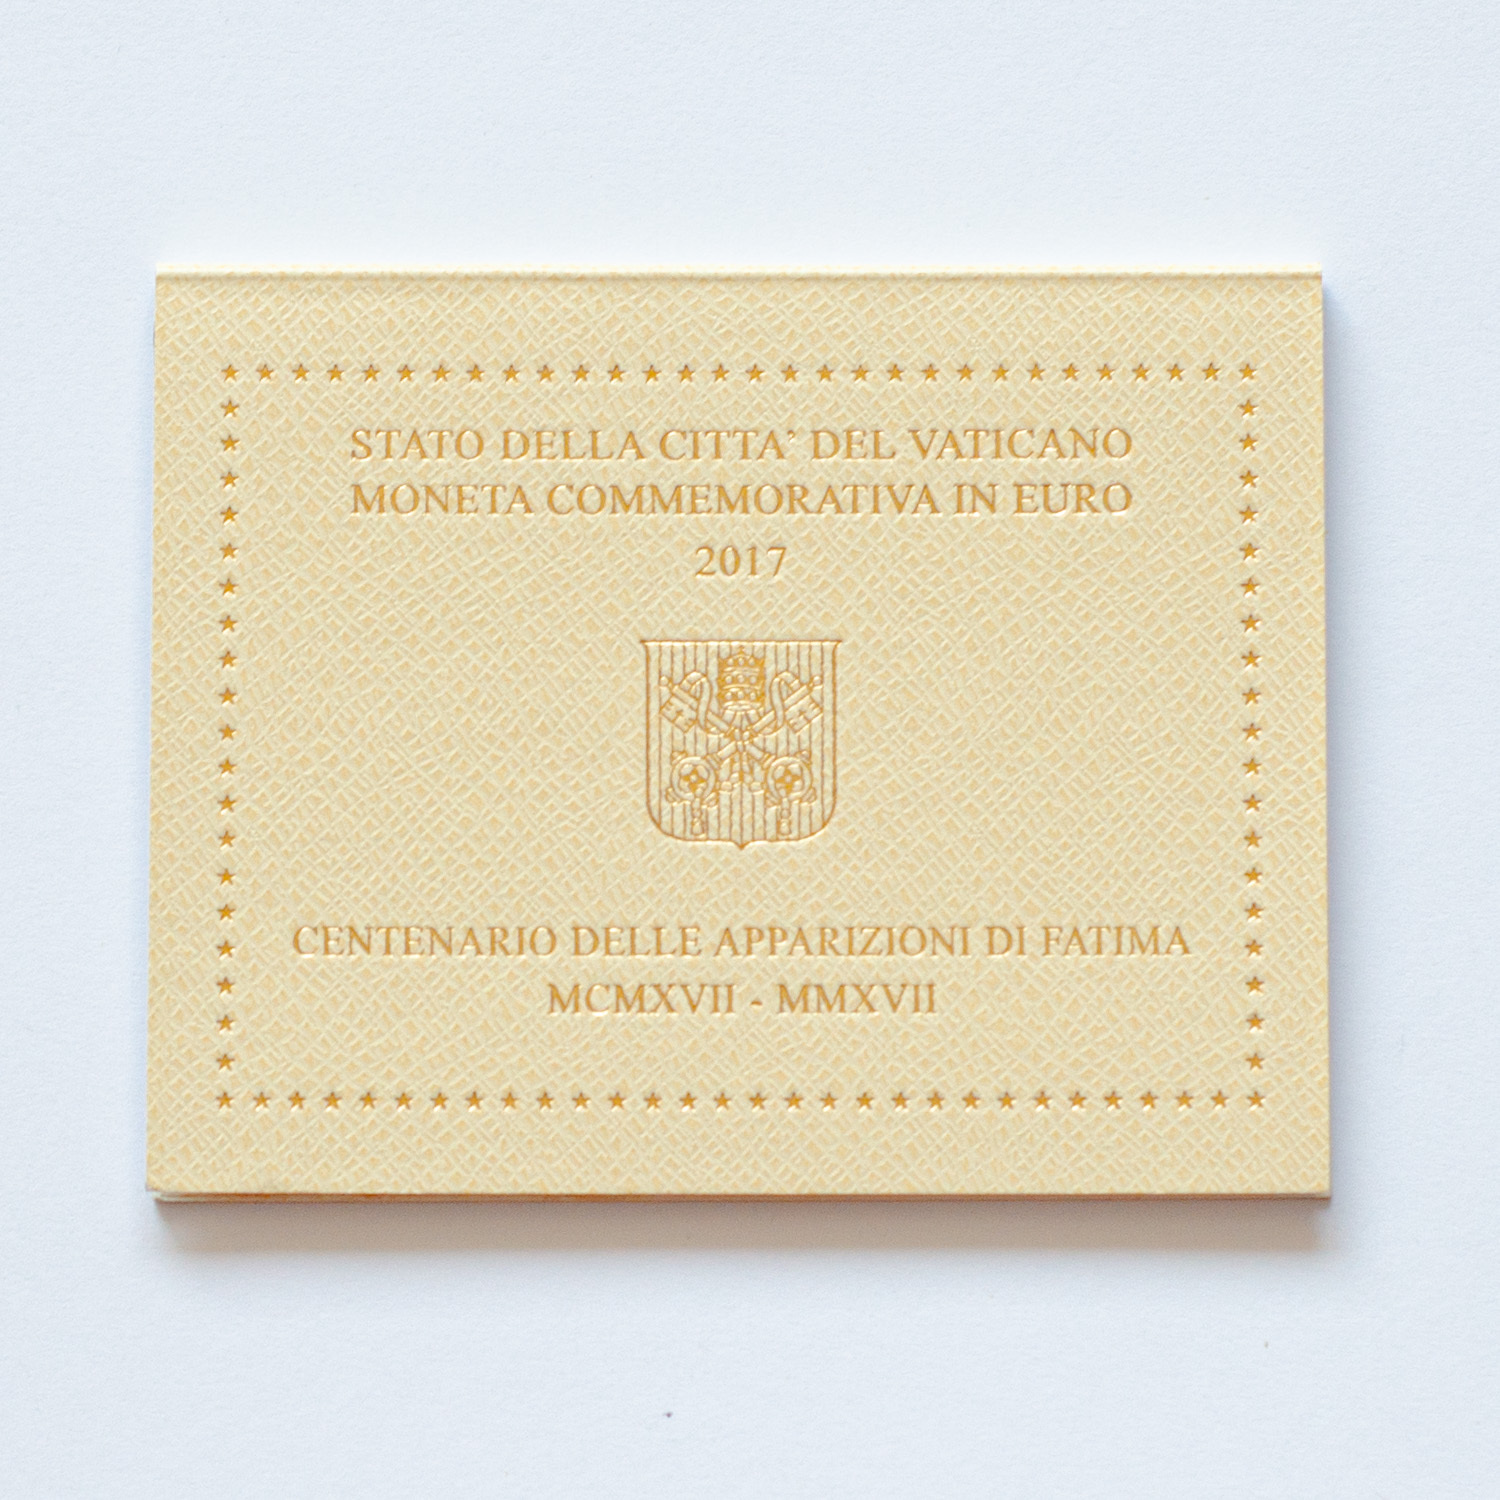 STATO DELLA CITTA’ DEL VATICANO
MONETA COMMEMORATIVA IN EURO
2017
CENTENARIO DELLE APPARIZIONI DI FATIMA
MCMXVII - MMXVII